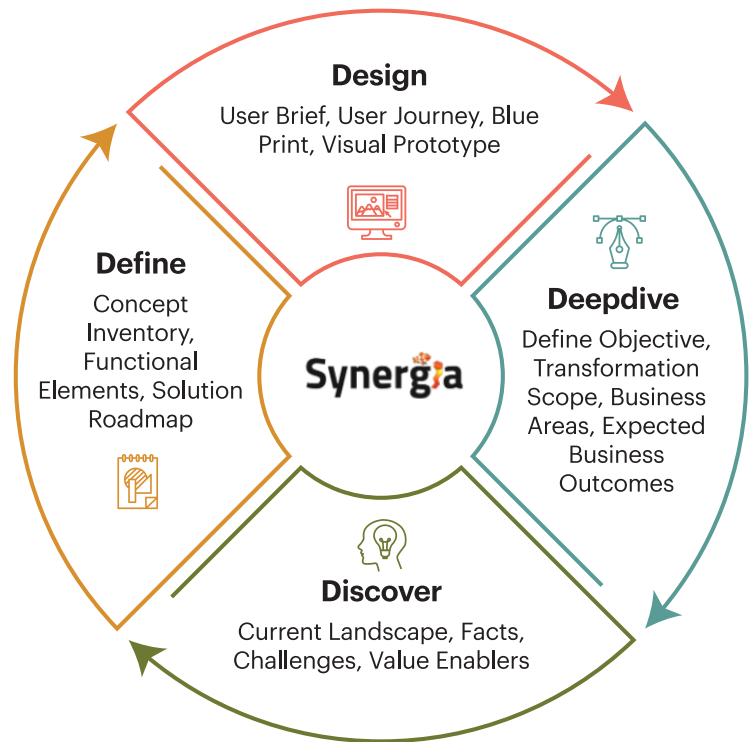 Design
User Brief, User Journey, Blue
Print, Visual Prototype
Deepdive
Define Objective,
Transformation
Scope, Business
Areas, Expected
Business
Outcomes
Discover
Current Landscape, Facts,
Challenges, Value Enablers
Define
Concept
Inventory,
Functional
Elements, Solution
Roadmap
Synergia